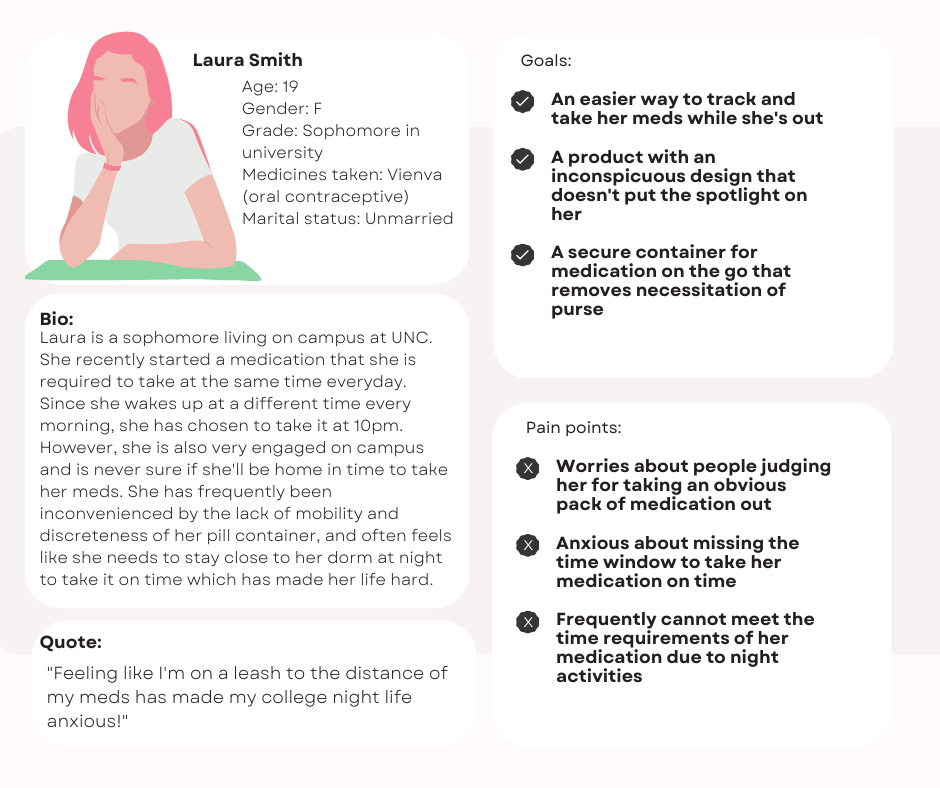 Laura Smith
Age: 19
Gender: F
Grade: Sophomore in
university
Medicines taken: Vienva
(oral contraceptive)
Marital status: Unmarried
Bio:
Laura is a sophomore living on campus at UNC.
She recently started a medication that she is
required to take at the same time everyday.
Since she wakes up at a different time every
morning, she has chosen to take it at 10pm.
However, she is also very engaged on campus
and is never sure if she'll be home in time to take
her meds. She has frequently been
inconvenienced by the lack of mobility and
discreteness of her pill container, and often feels
like she needs to stay close to her dorm at night
to take it on time which has made her life hard.
Quote:
"Feeling like I'm on a leash to the distance of
my meds has made my college night life
anxious!"
Goals:
An easier way to track and
take her meds while she's out
A product with an
inconspicuous design that
doesn't put the spotlight on
her
A secure container for
medication on the go that
removes necessitation of
purse
Pain points:
X Worries about people judging
her for taking an obvious
pack of medication out
X Anxious about missing the
time window to take her
medication on time
X Frequently cannot meet the
time requirements of her
medication due to night
activities